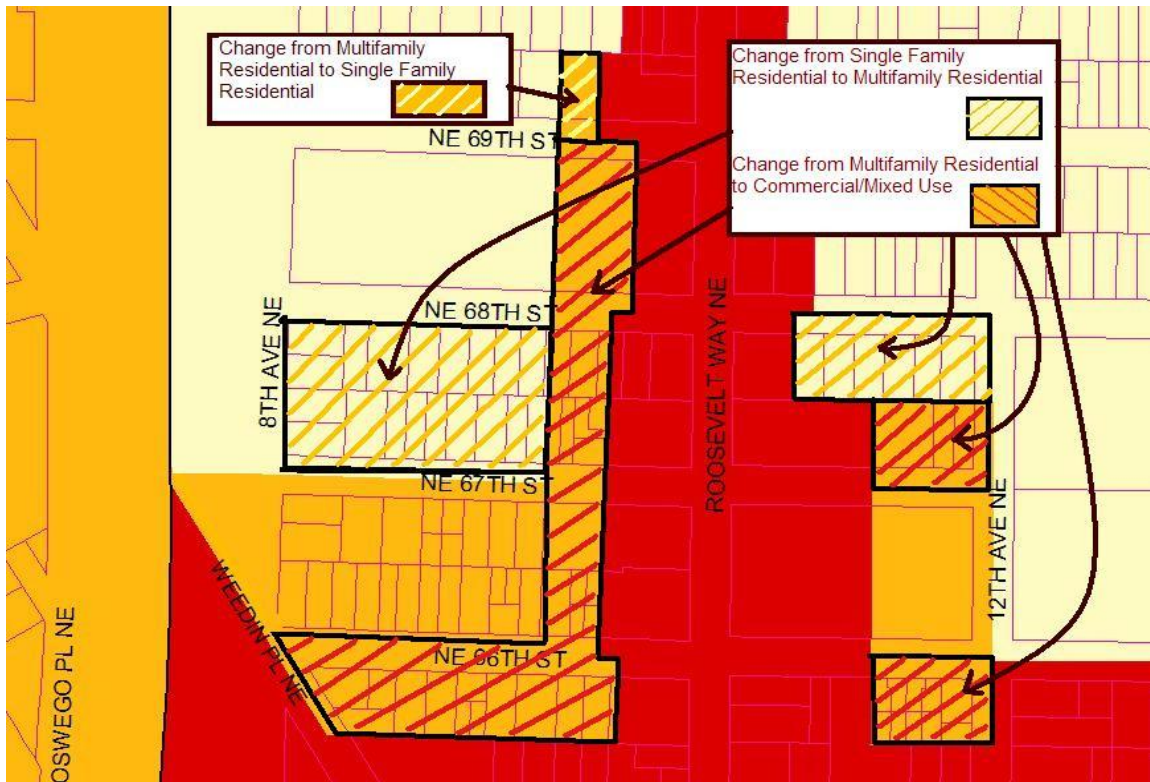 Change from Multifamily
Residential to Single Family
Residential
Change from Single Family
Residential to Multifamily Residential
Change from Multifamily Residential
to Commercial/Mixed Use
NE 69TH ST
NE 68TH ST
8TH AVE NE
NE 67TH ST
ROOSEVELT WAY NE
12TH AVE NE
WEEDIN PL NE
NE 66TH ST
OSWEGO PL NE